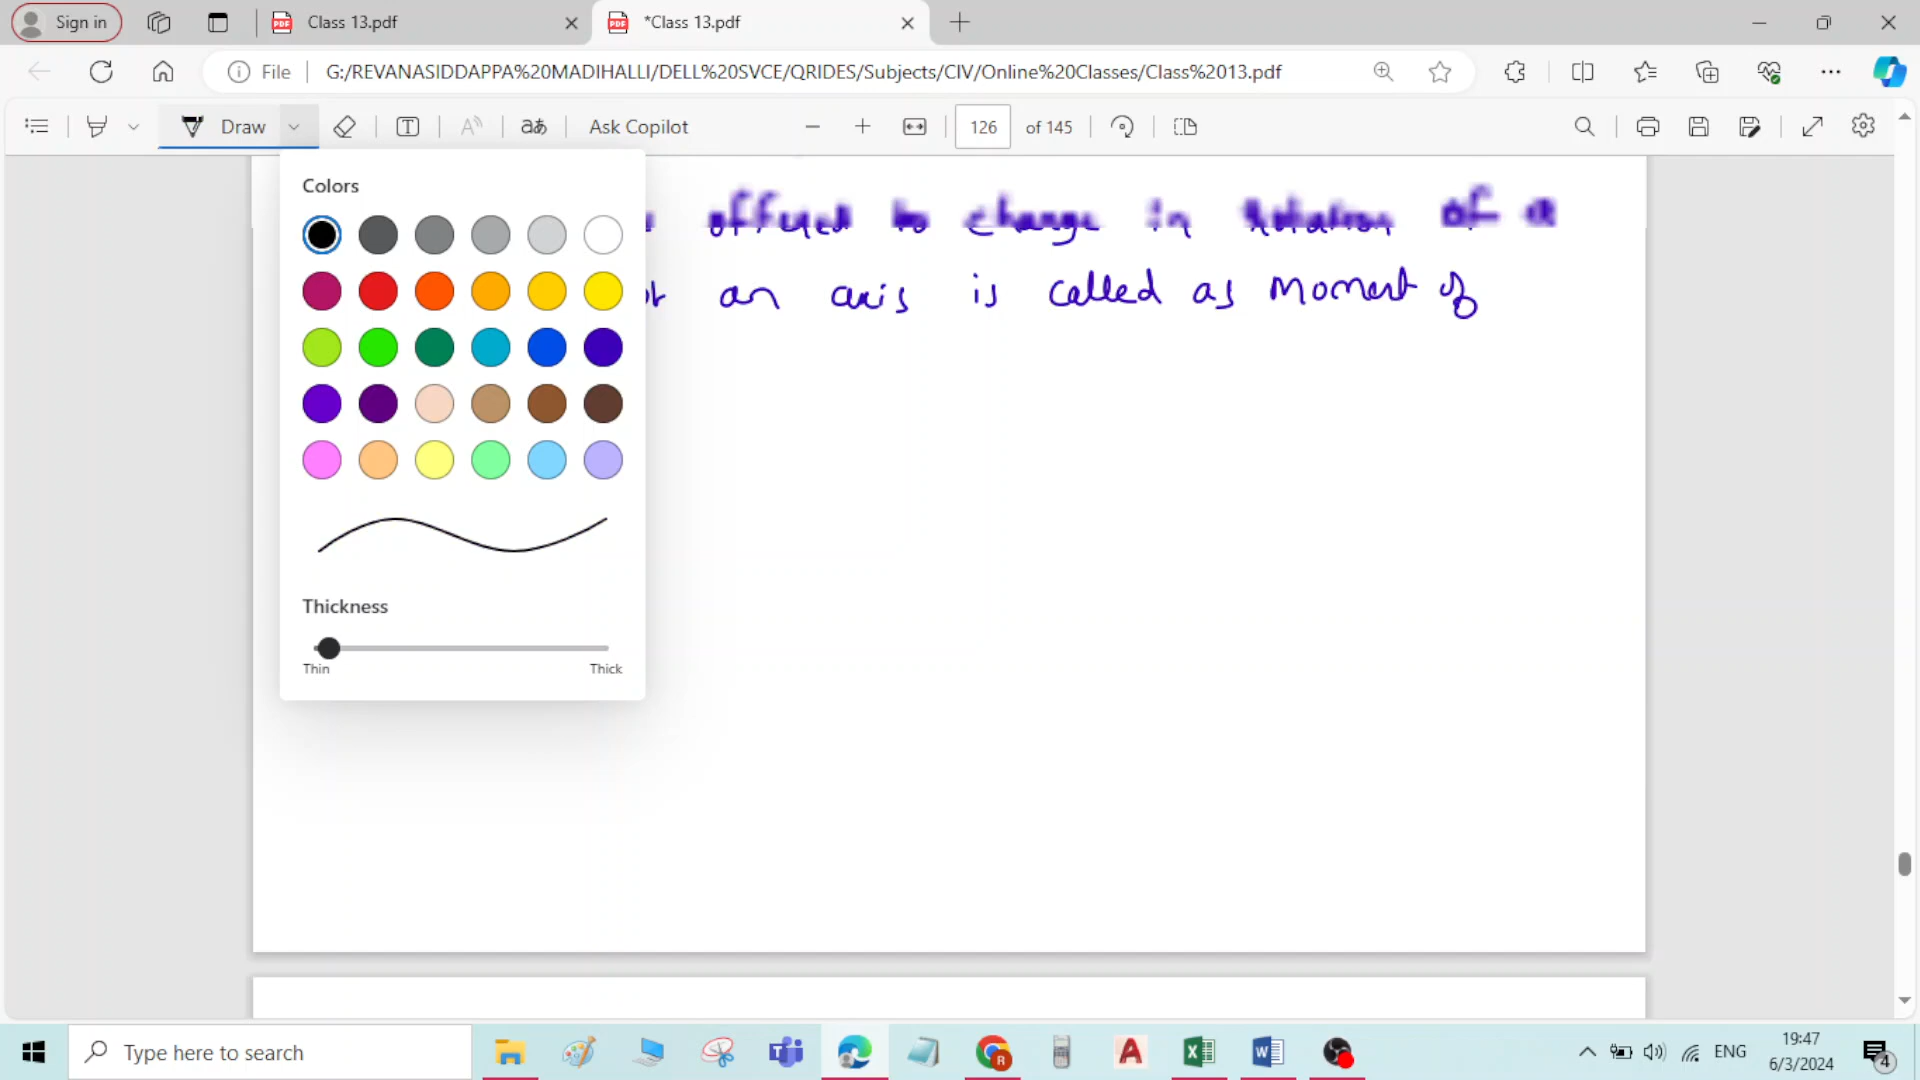 Sign in
Class 13.pdf
*Class 13.pdf
File
G:/REVANASIDDAPPA%20MADIHALLI/DELL%20SVCE/QRIDES/Subjects/CIV/Online%20Classes/Class%2013.pdf
Draw
Ask Copilot
126
of 145
Colors
offered to change in rotation of a
an axis is called as moment of
Thickness
Thin
Thick
Type here to search
ENG
19:47
6/3/2024
4